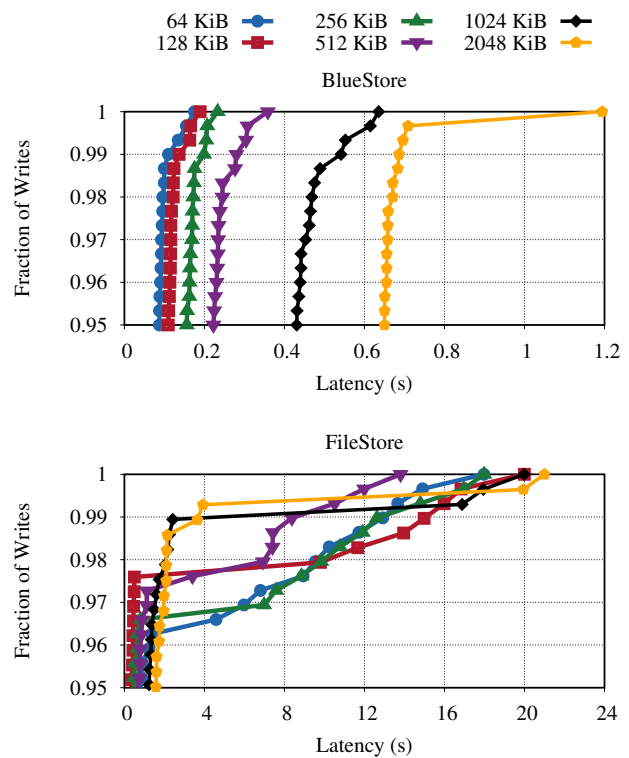 64 KiB 256 KiB 1024 KiB
128 KiB 512 KiB 2048 KiB
BlueStore
Fraction of Writes
1
0.99
0.98
0.97
0.96
0.95
0 0.2 0.4 0.6 0.8 1 1.2
Latency (s)
FileStore
Fraction of Writes
1
0.99
0.98
0.97
0.96
0.95
0 4 8 12 16 20 24
Latency (s)